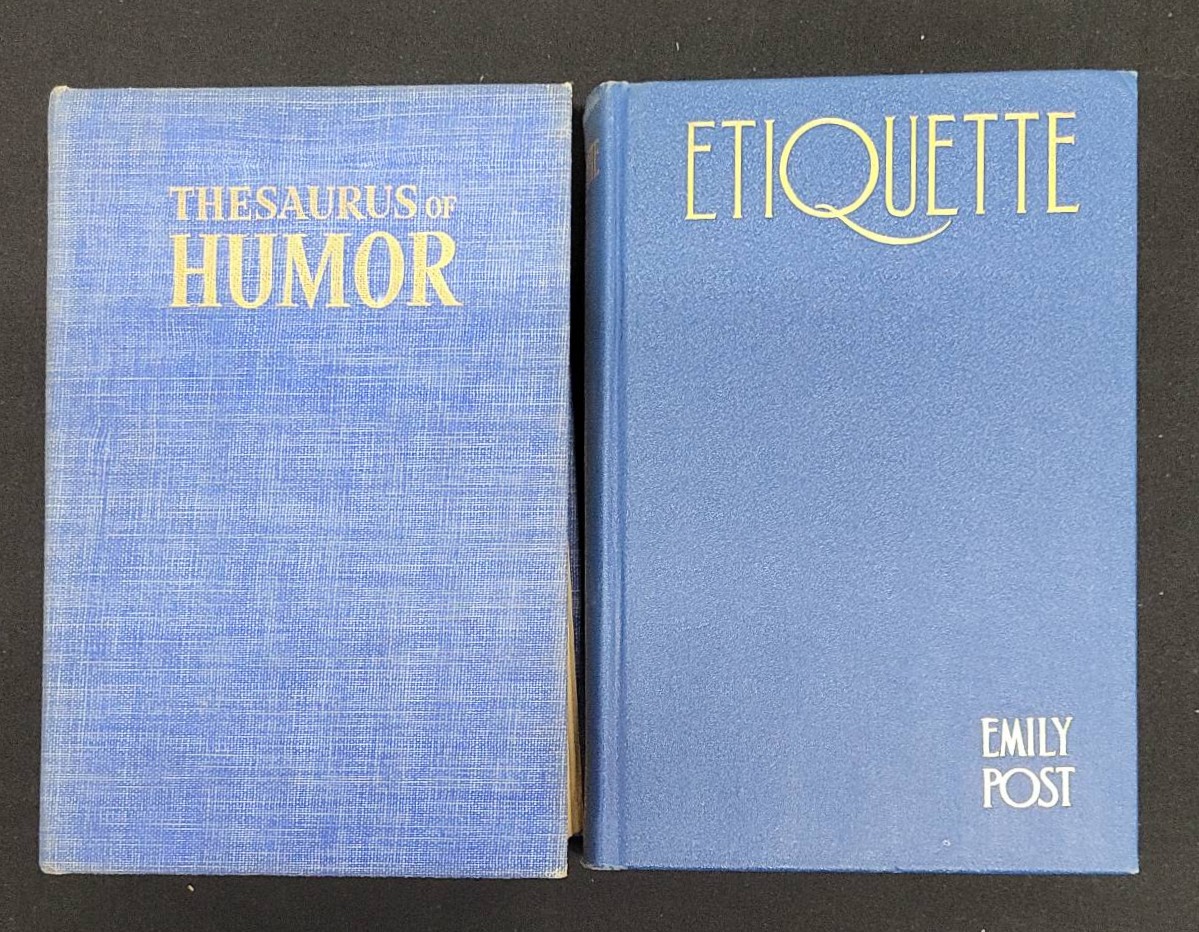 THESAURUS OF
HUMOR
ETIQUETTE
EMILY
POST